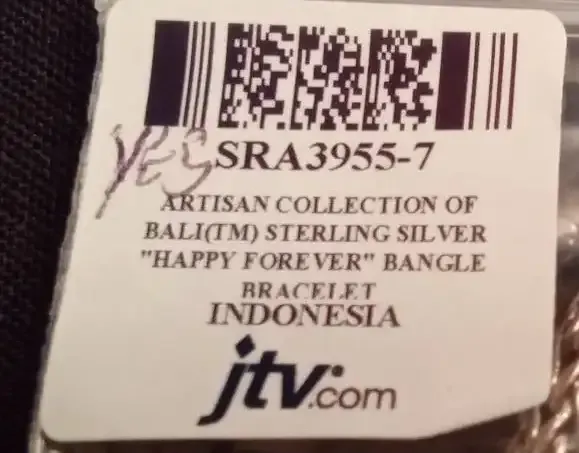 YES
SRA3955-7
ARTISAN COLLECTION OF
BALI(TM) STERLING SILVER
"HAPPY FOREVER" BANGLE
BRACELET
INDONESIA
jtv.com